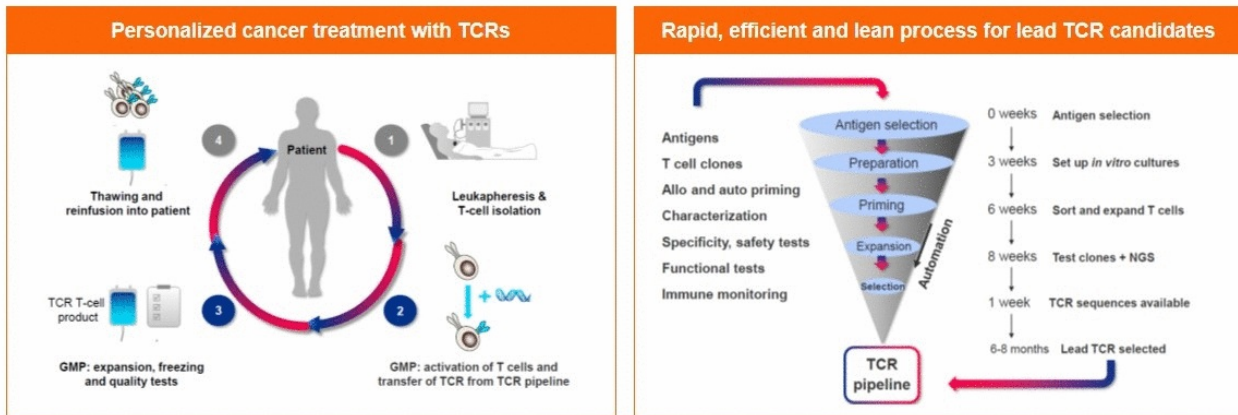 Personalized cancer treatment with TCRs
Patient
1
Leukapheresis &
T-cell isolation
2
GMP: activation of T cells and
transfer of TCR from TCR pipeline
3
TCR T-cell
product
GMP: expansion, freezing
and quality tests
4
Thawing and
reinfusion into patient
Rapid, efficient and lean process for lead TCR candidates
Antigens
T cell clones
Allo and auto priming
Characterization
Specificity, safety tests
Functional tests
Immune monitoring
Antigen selection
Preparation
Priming
Expansion
Selection
Automation
TCR
pipeline
0 weeks Antigen selection
3 weeks Set up in vitro cultures
6 weeks Sort and expand T cells
8 weeks Test clones + NGS
1 week TCR sequences available
6-8 months Lead TCR selected